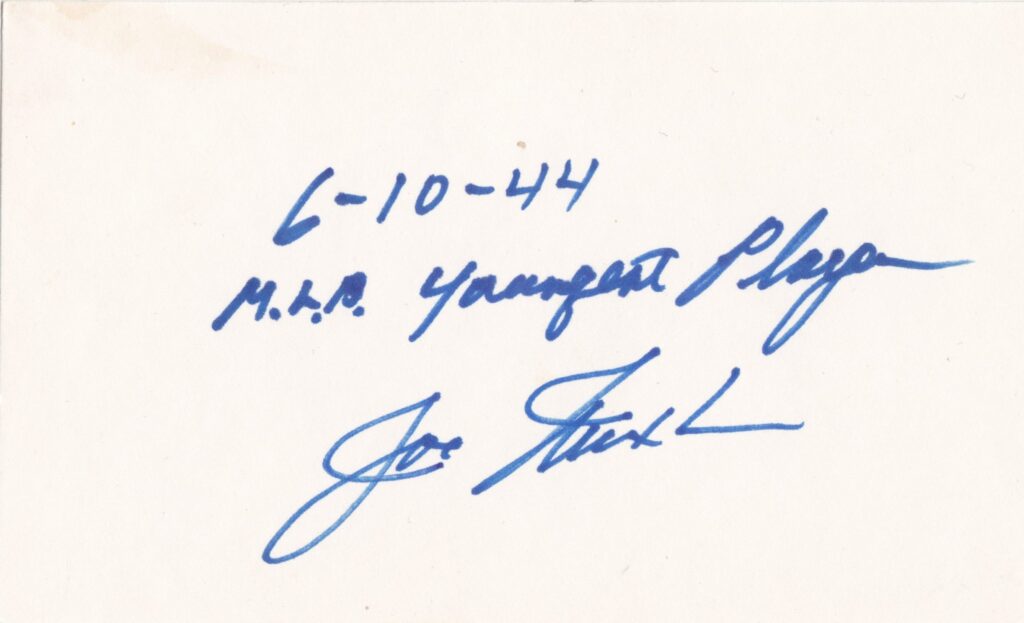 6-10-44
M.L.B. Youngest Player
Joe Nuxhall